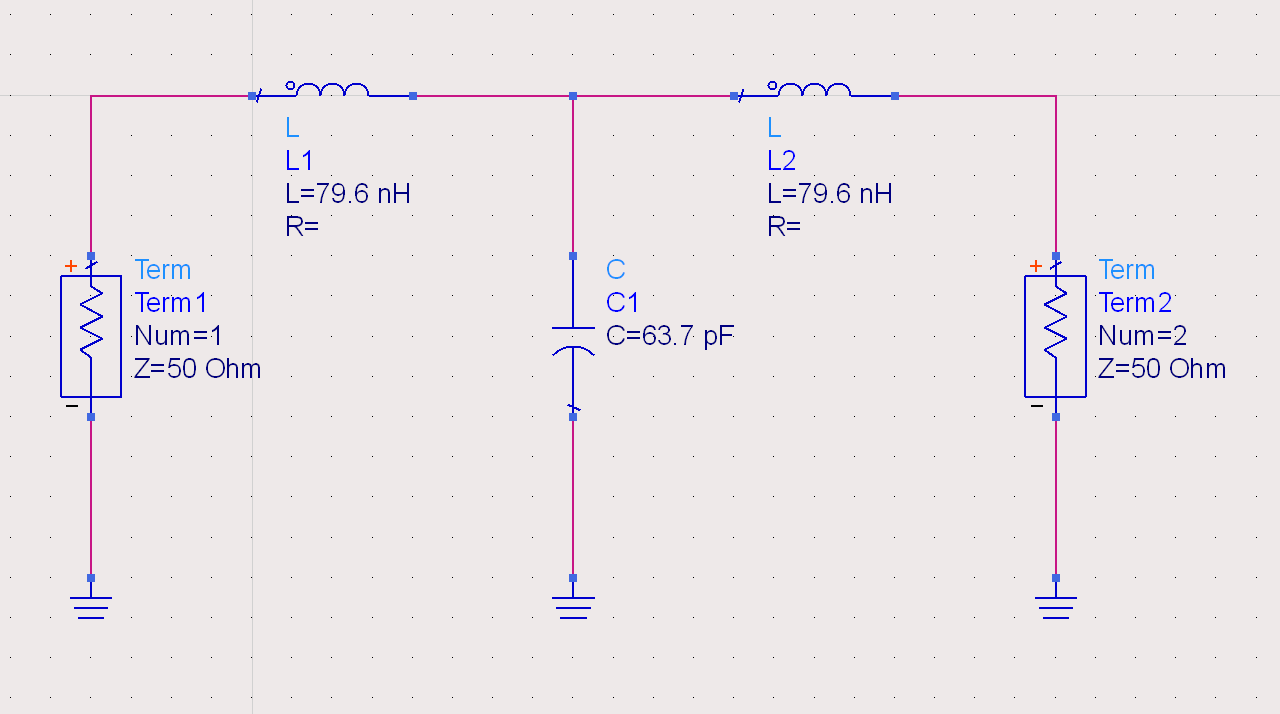 L
L1
L=79.6 nH
R=
L
L2
L=79.6 nH
R=
+
Term
Term1
Num=1
Z=50 Ohm
−
C
C1
C=63.7 pF
+
Term
Term2
Num=2
Z=50 Ohm
−